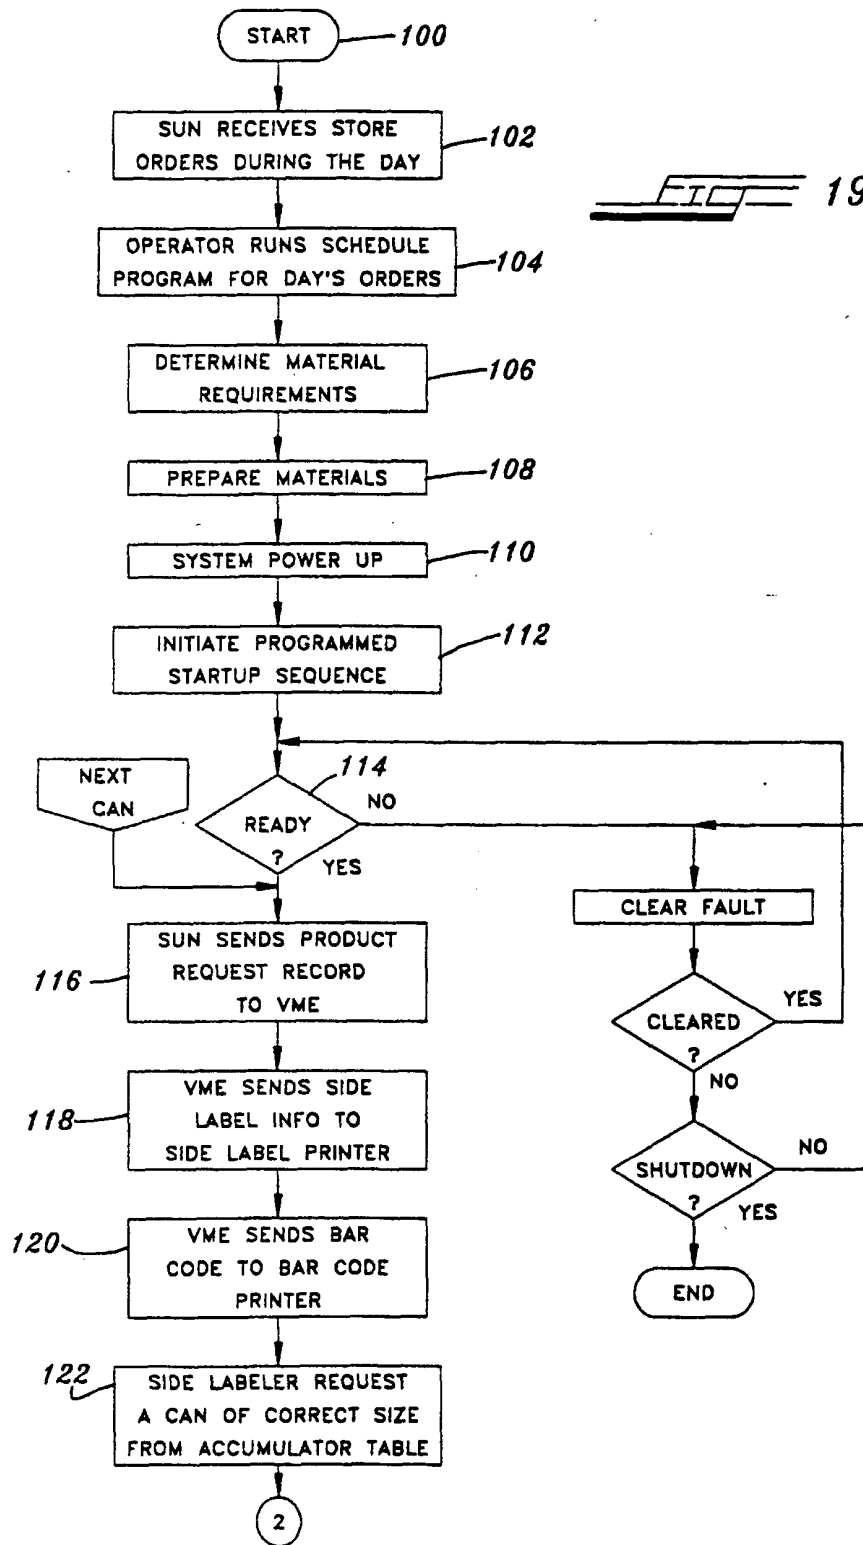 START
100
SUN RECEIVES STORE
ORDERS DURING THE DAY
102
FIG 19
OPERATOR RUNS SCHEDULE
PROGRAM FOR DAY'S ORDERS
104
DETERMINE MATERIAL
REQUIREMENTS
106
PREPARE MATERIALS
108
SYSTEM POWER UP
110
INITIATE PROGRAMMED
STARTUP SEQUENCE
112
NEXT
CAN
114
READY
?
NO
YES
CLEAR FAULT
SUN SENDS PRODUCT
REQUEST RECORD
TO VME
116
CLEARED
?
YES
NO
VME SENDS SIDE
LABEL INFO TO
SIDE LABEL PRINTER
118
SHUTDOWN
?
NO
YES
VME SENDS BAR
CODE TO BAR CODE
PRINTER
120
END
122
SIDE LABELER REQUEST
A CAN OF CORRECT SIZE
FROM ACCUMULATOR TABLE
2